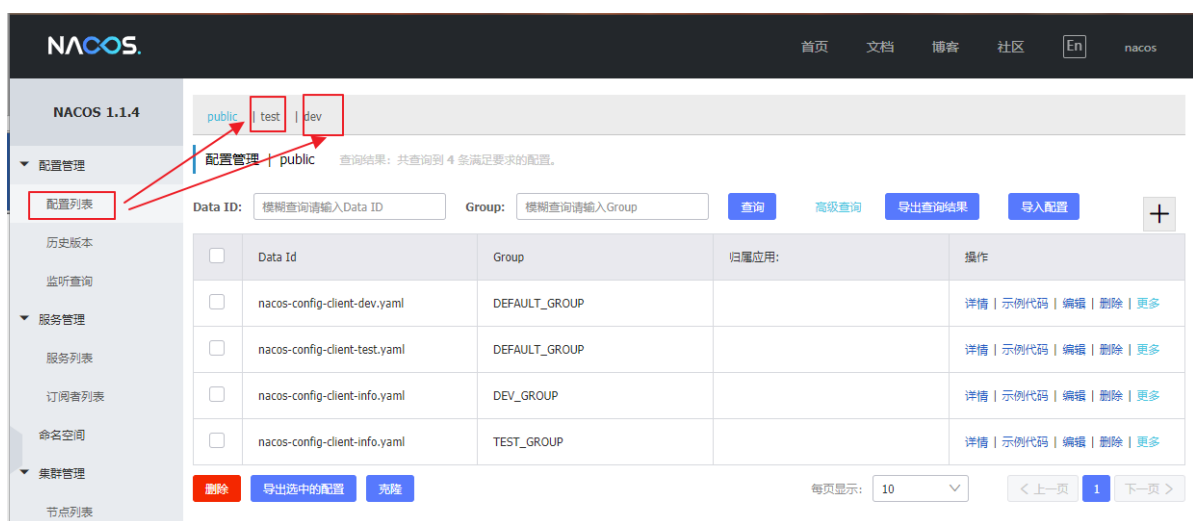 NACOS.
首页 文档 博客 社区 En nacos
NACOS 1.1.4
配置管理
配置列表
历史版本
监听查询
服务管理
服务列表
订阅者列表
命名空间
集群管理
节点列表
public | test | dev
配置管理 | public 查询结果：共查询到 4 条满足要求的配置。
Data ID: 模糊查询请输入Data ID Group: 模糊查询请输入Group 查询 高级查询 导出查询结果 导入配置 +
Data Id Group 归属应用: 操作
nacos-config-client-dev.yaml DEFAULT_GROUP 详情 | 示例代码 | 编辑 | 删除 | 更多
nacos-config-client-test.yaml DEFAULT_GROUP 详情 | 示例代码 | 编辑 | 删除 | 更多
nacos-config-client-info.yaml DEV_GROUP 详情 | 示例代码 | 编辑 | 删除 | 更多
nacos-config-client-info.yaml TEST_GROUP 详情 | 示例代码 | 编辑 | 删除 | 更多
删除 导出选中的配置 克隆 每页显示: 10 < 上一页 1 下一页 >